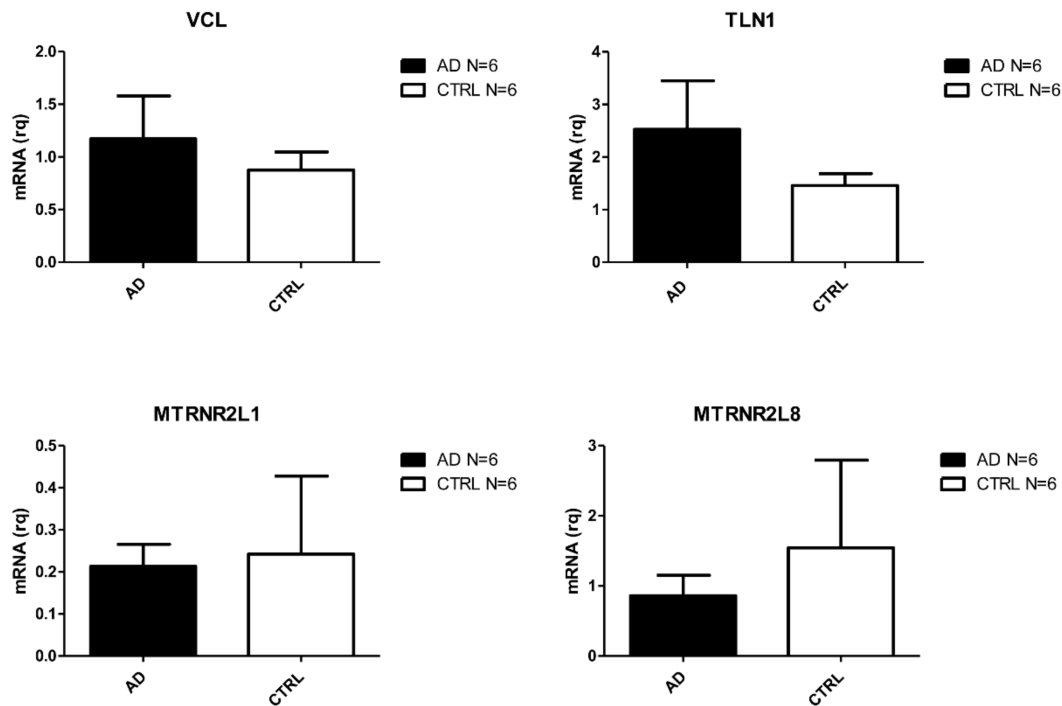 VCL
mRNA (rq)
2.0
1.5
1.0
0.5
0.0
AD
CTRL
AD N=6
CTRL N=6
TLN1
mRNA (rq)
4
3
2
1
0
AD
CTRL
AD N=6
CTRL N=6
MTRNR2L1
mRNA (rq)
0.5
0.4
0.3
0.2
0.1
0.0
AD
CTRL
AD N=6
CTRL N=6
MTRNR2L8
mRNA (rq)
3
2
1
0
AD
CTRL
AD N=6
CTRL N=6